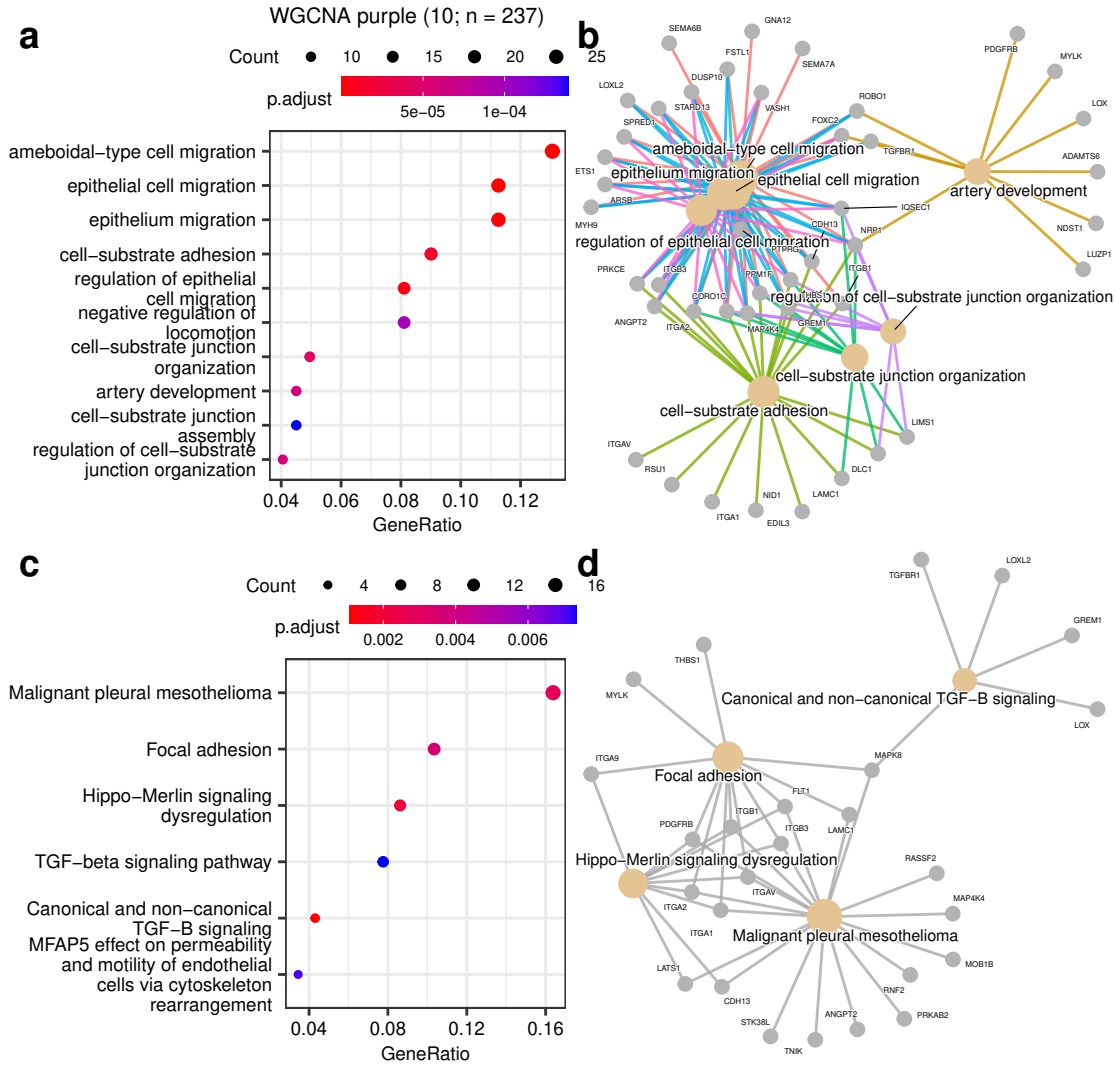 WGCNA purple (10; n = 237)
a
Count 10 15 20 25
p.adjust
5e−05 1e−04
ameboidal−type cell migration
epithelial cell migration
epithelium migration
cell−substrate adhesion
regulation of epithelial
cell migration
negative regulation of
locomotion
cell−substrate junction
organization
artery development
cell−substrate junction
assembly
regulation of cell−substrate
junction organization
0.04 0.06 0.08 0.10 0.12
GeneRatio
b
SEMA6B
GNA12
FSTL1
SEMA7A
PDGFRB
MYLK
LOXL2
DUSP10
LOX
STARD13
VASH1
ROBO1
SPRED1
FOXC2
TGFBR1
ADAMTS6
ameboidal−type cell migration
ETS1
epithelium migration
epithelial cell migration
artery development
ARSB
IQSEC1
MYH9
CDH13
NDST1
NRP1
regulation of epithelial cell migration
PTPRG
LUZP1
PRKCE
ITGB3
PPM1F
ITGB1
regulation of cell−substrate junction organization
CORO1C
ANGPT2
ITGA2
MAP4K4
GREM1
cell−substrate junction organization
cell−substrate adhesion
LIMS1
ITGAV
RSU1
DLC1
NID1
LAMC1
ITGA1
EDIL3
c
Count 4 8 12 16
p.adjust
0.002 0.004 0.006
Malignant pleural mesothelioma
Focal adhesion
Hippo−Merlin signaling
dysregulation
TGF−beta signaling pathway
Canonical and non−canonical
TGF−B signaling
MFAP5 effect on permeability
and motility of endothelial
cells via cytoskeleton
rearrangement
0.04 0.08 0.12 0.16
GeneRatio
d
TGFBR1
LOXL2
GREM1
THBS1
MYLK
Canonical and non−canonical TGF−B signaling
LOX
ITGA9
MAPK8
Focal adhesion
FLT1
ITGB1
PDGFRB
ITGB3
LAMC1
Hippo−Merlin signaling dysregulation
RASSF2
ITGAV
MAP4K4
ITGA2
ITGA1
Malignant pleural mesothelioma
MOB1B
LATS1
RNF2
CDH13
ANGPT2
PRKAB2
STK38L
TNIK